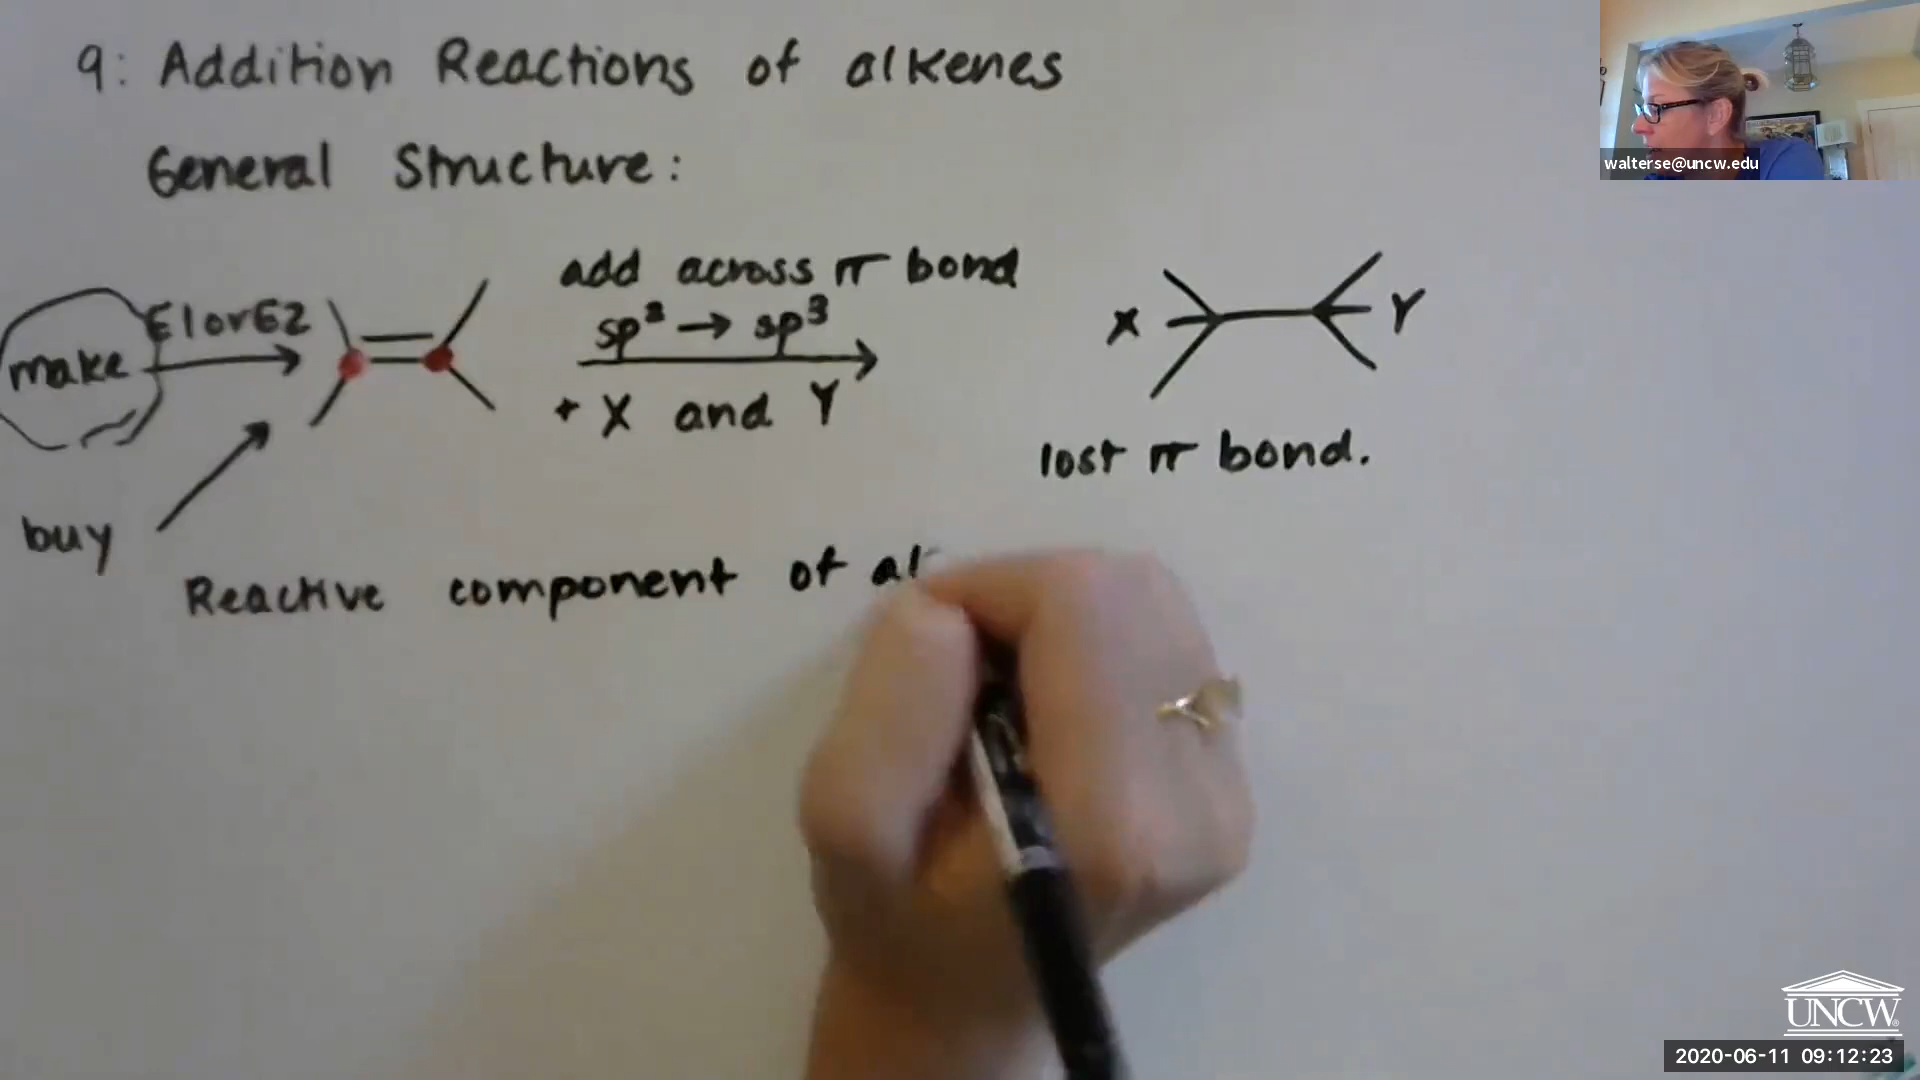 9: Addition Reactions of alkenes
General Structure:
make
E1 or E2
add across π bond
sp² → sp³
+ X and Y
X
Y
lost π bond.
buy
Reactive component of al
walterse@uncw.edu
UNCW
2020-06-11 09:12:23